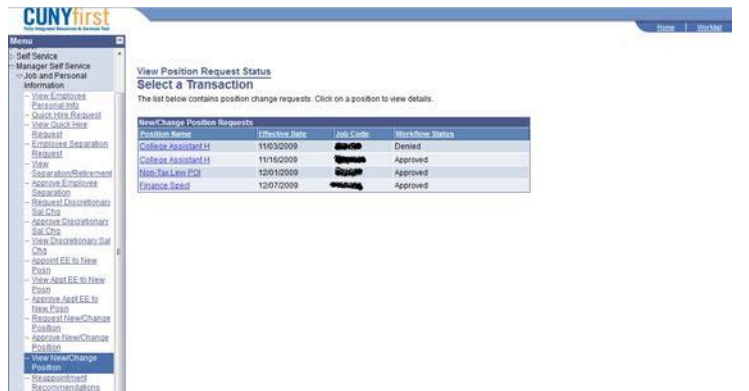 CUNYfirst
Fully Integrated Resources & Services Tool
Home | Worklist
Menu
Self Service
Manager Self Service
Job and Personal
Information
– View Employee
Personal Info
– Quick Hire Request
– View Quick Hire
Request
– Employee Separation
Request
– View
Separation/Retirement
– Approve Employee
Separation
– Request Discretionary
Sal Chg
– Approve Discretionary
Sal Chg
– View Discretionary Sal
Chg
– Appoint EE to New
Posn
– View Appt EE to New
Posn
– Approve Appt EE to
New Posn
– Request New/Change
Position
– Approve New/Change
Position
– View New/Change
Position
– Reappointment
Recommendations
View Position Request Status
Select a Transaction
The list below contains position change requests. Click on a position to view details.
New/Change Position Requests
Position Name Effective Date Job Code Workflow Status
College Assistant H 11/03/2009 Denied
College Assistant H 11/16/2009 Approved
Non-Tax Levy POI 12/01/2009 Approved
Finance Specl 12/07/2009 Approved